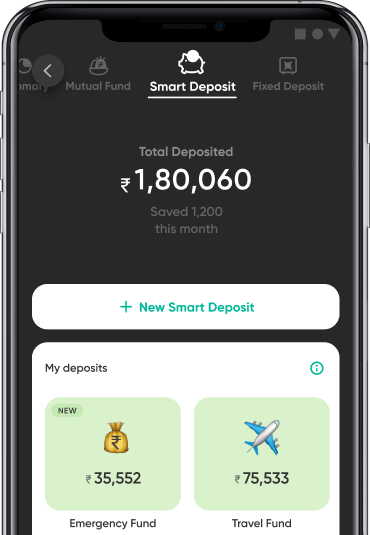 Mutual Fund
Smart Deposit
Fixed Deposit
Total Deposited
₹ 1,80,060
Saved 1,200
this month
+ New Smart Deposit
My deposits
NEW
₹
₹ 35,552
₹ 75,533
Emergency Fund
Travel Fund